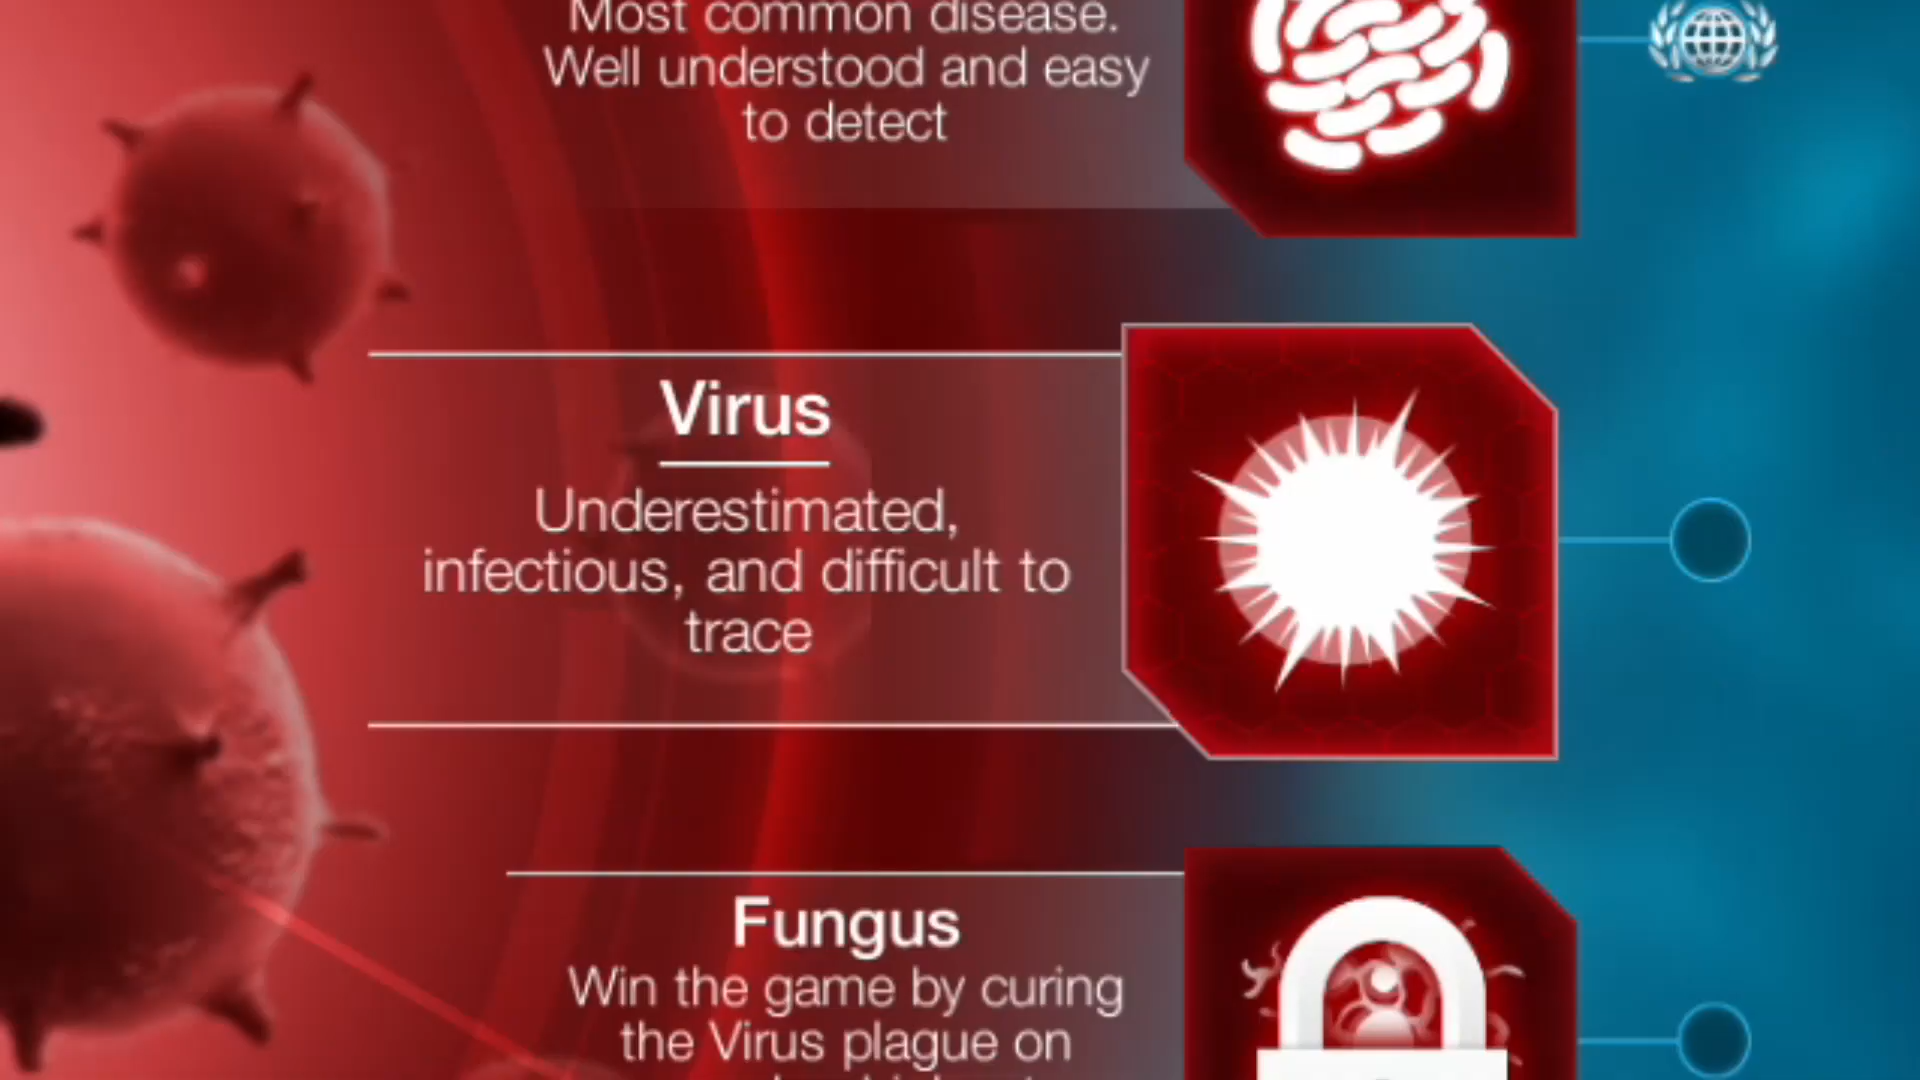 Most common disease.
Well understood and easy
to detect
Virus
Underestimated,
infectious, and difficult to
trace
Fungus
Win the game by curing
the Virus plague on